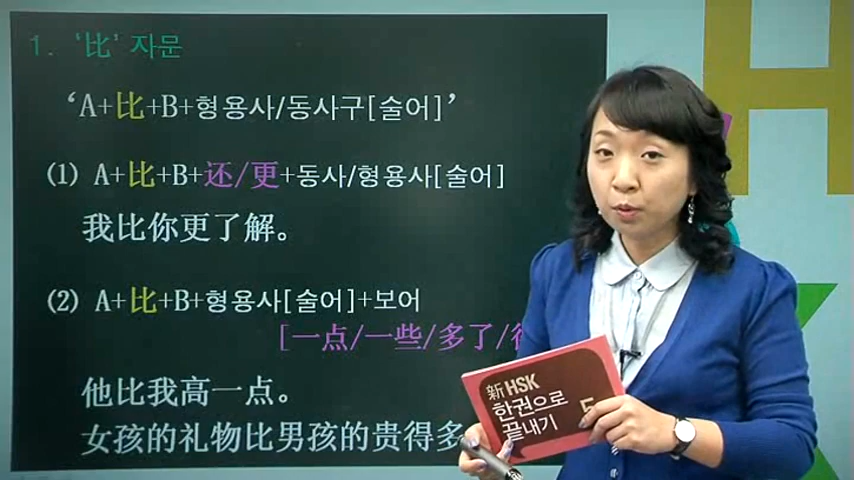 1. '比' 자문
'A+比+B+형용사/동사구[술어]'
(1) A+比+B+还/更+동사/형용사[술어]
我比你更了解。
(2) A+比+B+형용사[술어]+보어
[一点/一些/多了/
他比我高一点。
女孩的礼物比男孩的贵得多
新HSK
한권으로
끝내기
5